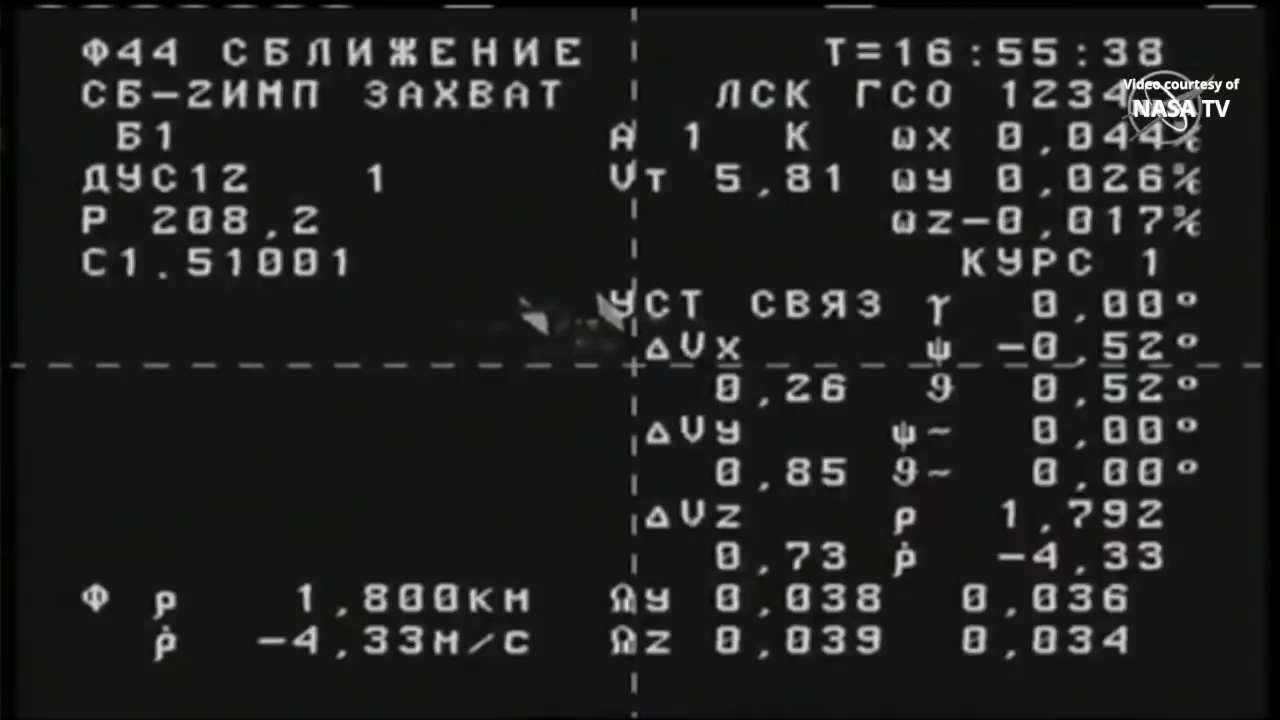 Ф44 СБЛИЖЕНИЕ T=16:55:38
СБ-2ИМП ЗАХВАТ ЛСК ГСО 1234
Video courtesy of
NASA TV
Б1 А 1 К ωx 0,044%
ДУС12 1 Vт 5,81 ωу 0,026%
Р 208,2 ωz-0,017%
С1.51001 КУРС 1
УСТ СВЯЗ γ 0,00°
ΔVx ψ -0,52°
0,26 ϑ 0,52°
ΔVу ψ~ 0,00°
0,85 ϑ~ 0,00°
ΔVz ρ 1,792
0,73 ρ̇ -4,33
Ф ρ 1,800км Ωу 0,038 0,036
ρ̇ -4,33м/с Ωz 0,039 0,034